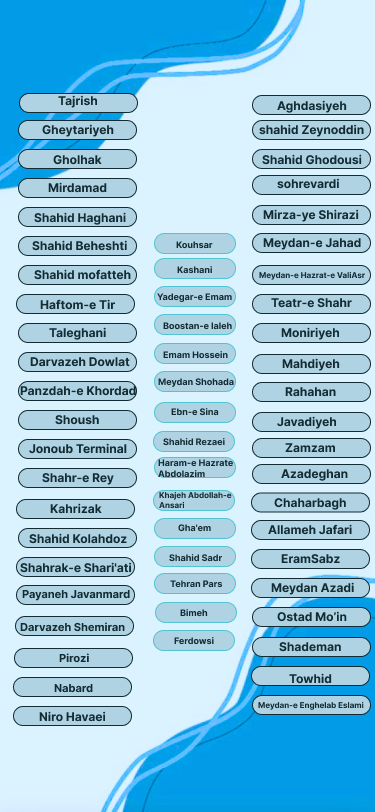 Tajrish
Gheytariyeh
Gholhak
Mirdamad
Shahid Haghani
Shahid Beheshti
Shahid mofatteh
Haftom-e Tir
Taleghani
Darvazeh Dowlat
Panzdah-e Khordad
Shoush
Jonoub Terminal
Shahr-e Rey
Kahrizak
Shahid Kolahdoz
Shahrak-e Shari'ati
Payaneh Javanmard
Darvazeh Shemiran
Pirozi
Nabard
Niro Havaei
Kouhsar
Kashani
Yadegar-e Emam
Boostan-e laleh
Emam Hossein
Meydan Shohada
Ebn-e Sina
Shahid Rezaei
Haram-e Hazrate
Abdolazim
Khajeh Abdollah-e
Ansari
Gha'em
Shahid Sadr
Tehran Pars
Bimeh
Ferdowsi
Aghdasiyeh
shahid Zeynoddin
Shahid Ghodousi
sohrevardi
Mirza-ye Shirazi
Meydan-e Jahad
Meydan-e Hazrat-e ValiAsr
Teatr-e Shahr
Moniriyeh
Mahdiyeh
Rahahan
Javadiyeh
Zamzam
Azadeghan
Chaharbagh
Allameh Jafari
EramSabz
Meydan Azadi
Ostad Mo'in
Shademan
Towhid
Meydan-e Enghelab Eslami